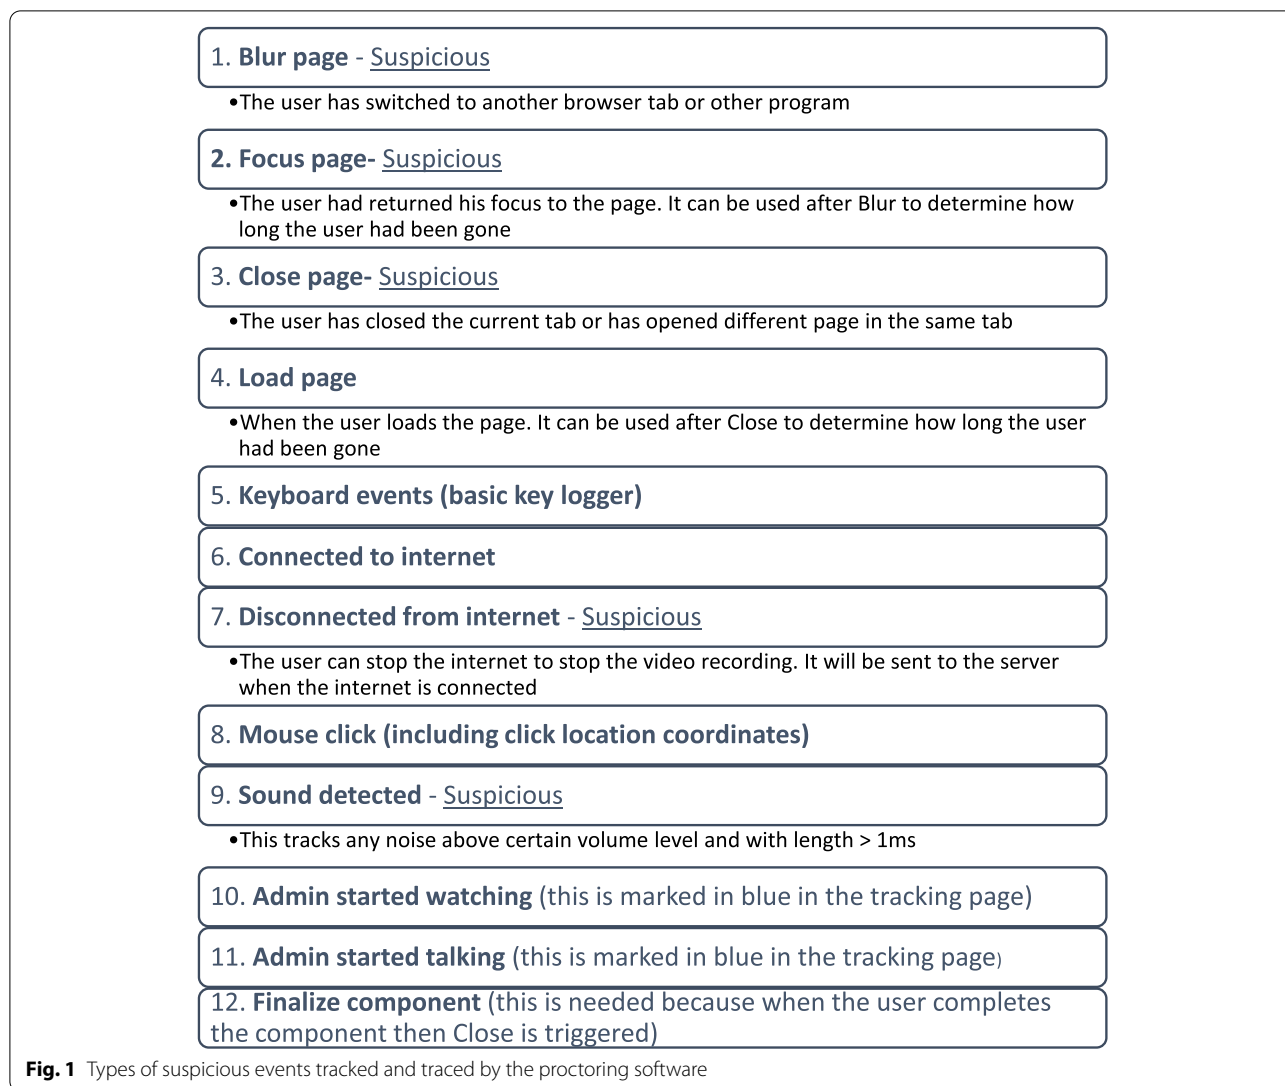 1. Blur page - Suspicious
•The user has switched to another browser tab or other program
2. Focus page- Suspicious
•The user had returned his focus to the page. It can be used after Blur to determine how
long the user had been gone
3. Close page- Suspicious
•The user has closed the current tab or has opened different page in the same tab
4. Load page
•When the user loads the page. It can be used after Close to determine how long the user
had been gone
5. Keyboard events (basic key logger)
6. Connected to internet
7. Disconnected from internet - Suspicious
•The user can stop the internet to stop the video recording. It will be sent to the server
when the internet is connected
8. Mouse click (including click location coordinates)
9. Sound detected - Suspicious
•This tracks any noise above certain volume level and with length > 1ms
10. Admin started watching (this is marked in blue in the tracking page)
11. Admin started talking (this is marked in blue in the tracking page)
12. Finalize component (this is needed because when the user completes
the component then Close is triggered)
Fig. 1 Types of suspicious events tracked and traced by the proctoring software